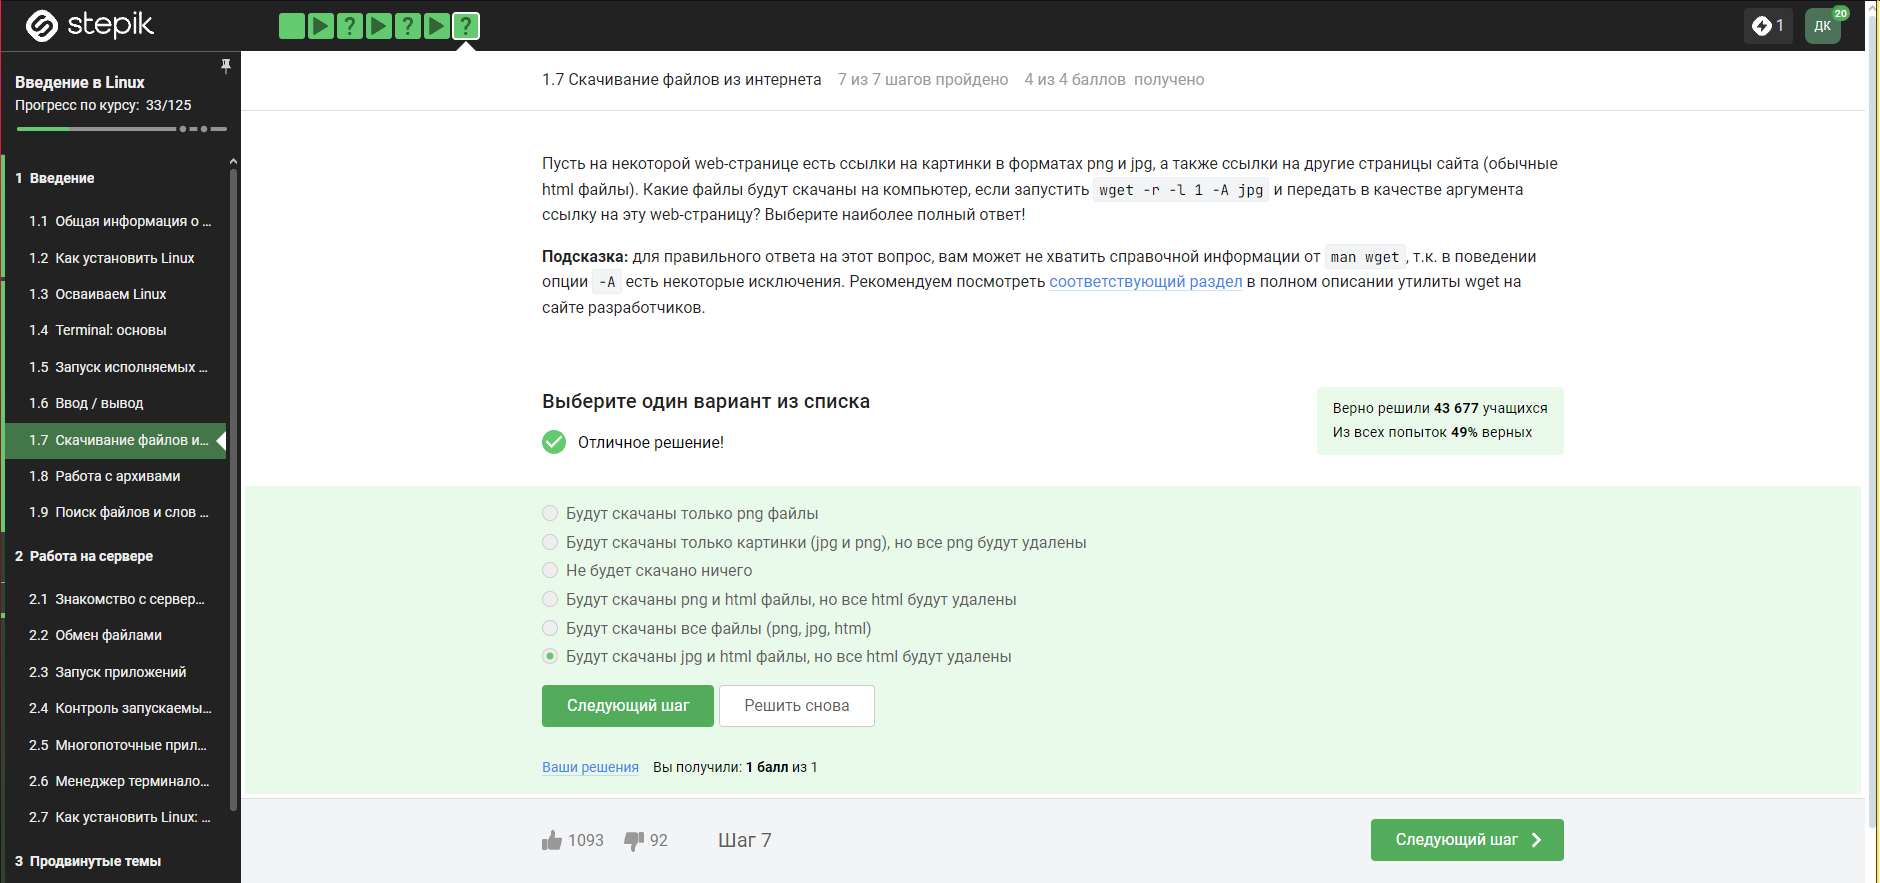 stepik
? ? ?
1
ДК
20
Введение в Linux
Прогресс по курсу: 33/125
1 Введение
1.1 Общая информация о ...
1.2 Как установить Linux
1.3 Осваиваем Linux
1.4 Terminal: основы
1.5 Запуск исполняемых ...
1.6 Ввод / вывод
1.7 Скачивание файлов и...
1.8 Работа с архивами
1.9 Поиск файлов и слов ...
2 Работа на сервере
2.1 Знакомство с сервер...
2.2 Обмен файлами
2.3 Запуск приложений
2.4 Контроль запускаемы...
2.5 Многопоточные прил...
2.6 Менеджер терминало...
2.7 Как установить Linux: ...
3 Продвинутые темы
1.7 Скачивание файлов из интернета 7 из 7 шагов пройдено 4 из 4 баллов получено
Пусть на некоторой web-странице есть ссылки на картинки в форматах png и jpg, а также ссылки на другие страницы сайта (обычные
html файлы). Какие файлы будут скачаны на компьютер, если запустить wget -r -l 1 -A jpg и передать в качестве аргумента
ссылку на эту web-страницу? Выберите наиболее полный ответ!
Подсказка: для правильного ответа на этот вопрос, вам может не хватить справочной информации от man wget, т.к. в поведении
опции -A есть некоторые исключения. Рекомендуем посмотреть соответствующий раздел в полном описании утилиты wget на
сайте разработчиков.
Выберите один вариант из списка
Отличное решение!
Верно решили 43 677 учащихся
Из всех попыток 49% верных
Будут скачаны только png файлы
Будут скачаны только картинки (jpg и png), но все png будут удалены
Не будет скачано ничего
Будут скачаны png и html файлы, но все html будут удалены
Будут скачаны все файлы (png, jpg, html)
Будут скачаны jpg и html файлы, но все html будут удалены
Следующий шаг
Решить снова
Ваши решения Вы получили: 1 балл из 1
1093 92 Шаг 7
Следующий шаг